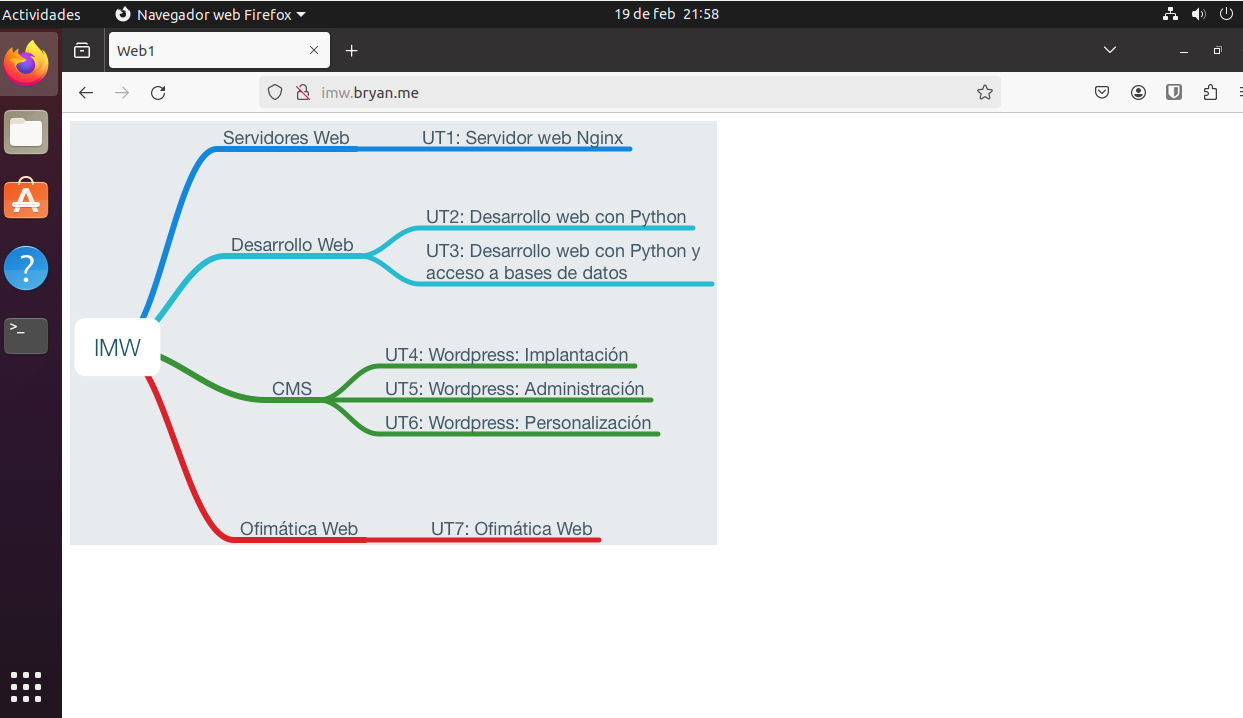 Actividades
Navegador web Firefox
19 de feb 21:58
Web1
imw.bryan.me
Servidores Web
UT1: Servidor web Nginx
UT2: Desarrollo web con Python
Desarrollo Web
UT3: Desarrollo web con Python y
acceso a bases de datos
IMW
UT4: Wordpress: Implantación
CMS
UT5: Wordpress: Administración
UT6: Wordpress: Personalización
Ofimática Web
UT7: Ofimática Web